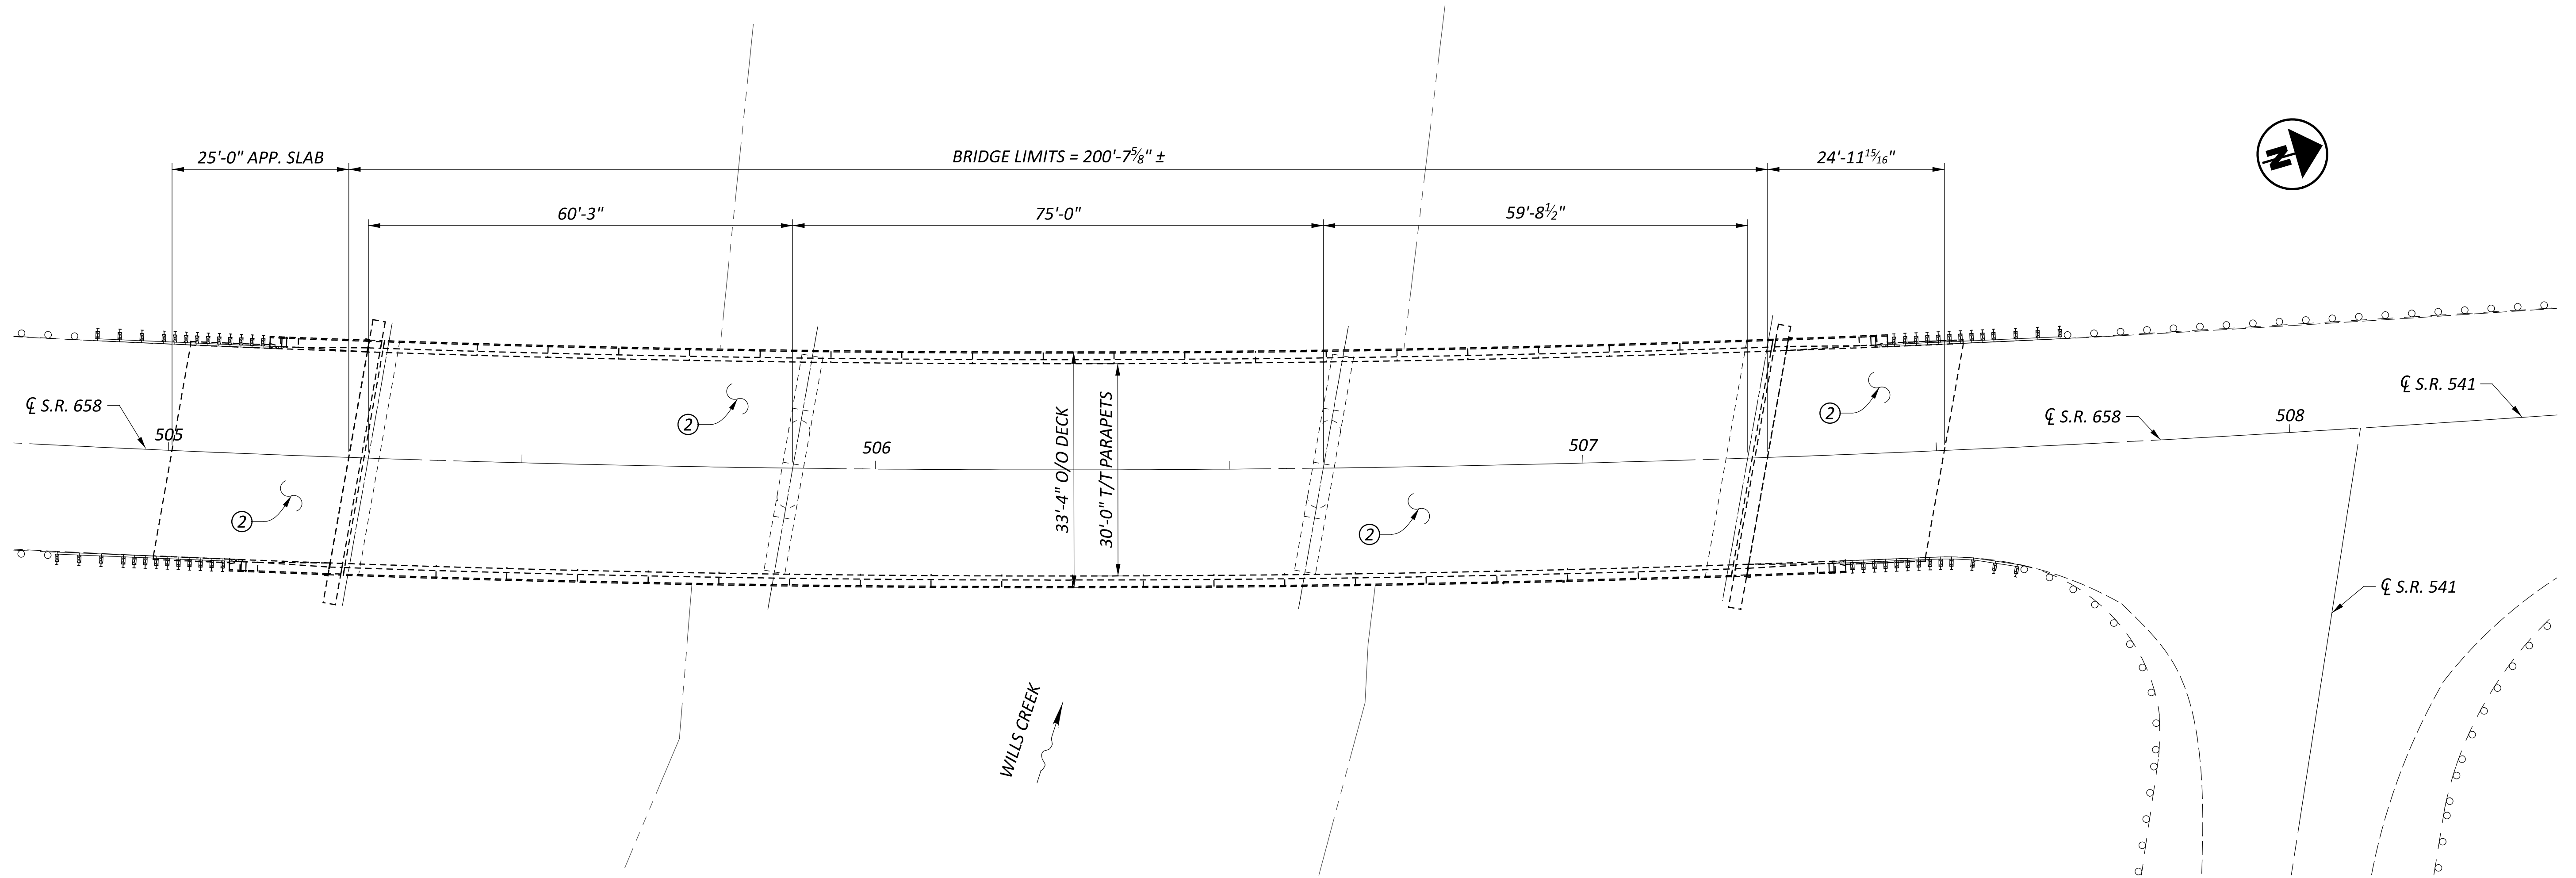 25'-0" APP. SLAB
BRIDGE LIMITS = 200'-7⅝" ±
24'-11¹⁵⁄₁₆"
N
60'-3"
75'-0"
59'-8½"
℄ S.R. 658
505
2
2
506
33'-4" O/O DECK
30'-0" T/T PARAPETS
2
507
2
℄ S.R. 658
508
℄ S.R. 541
℄ S.R. 541
WILLS CREEK